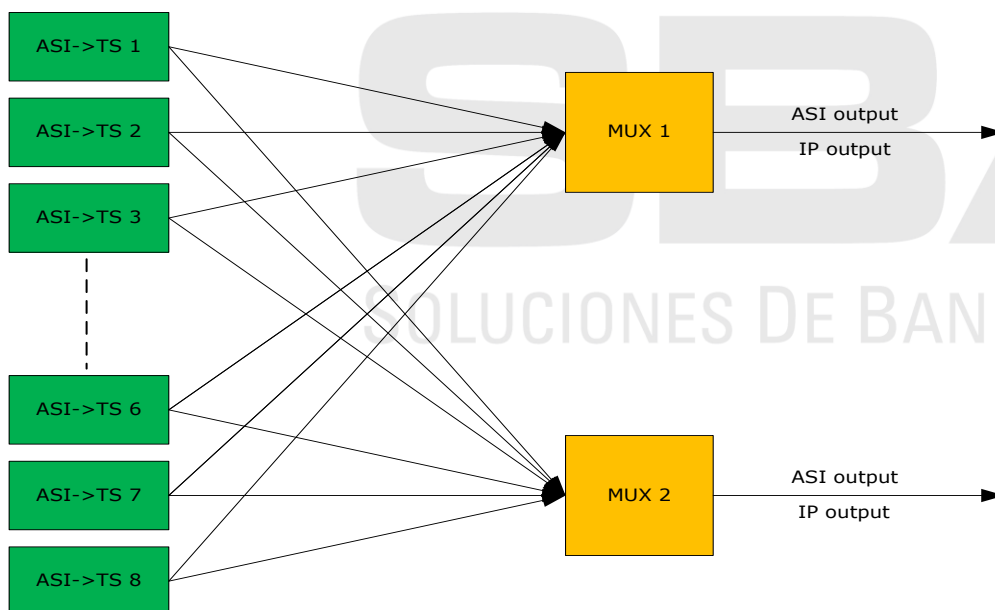 ASI->TS 1
ASI->TS 2
ASI->TS 3
ASI->TS 6
ASI->TS 7
ASI->TS 8
MUX 1
ASI output
IP output
MUX 2
ASI output
IP output
SOLUCIONES DE BAN